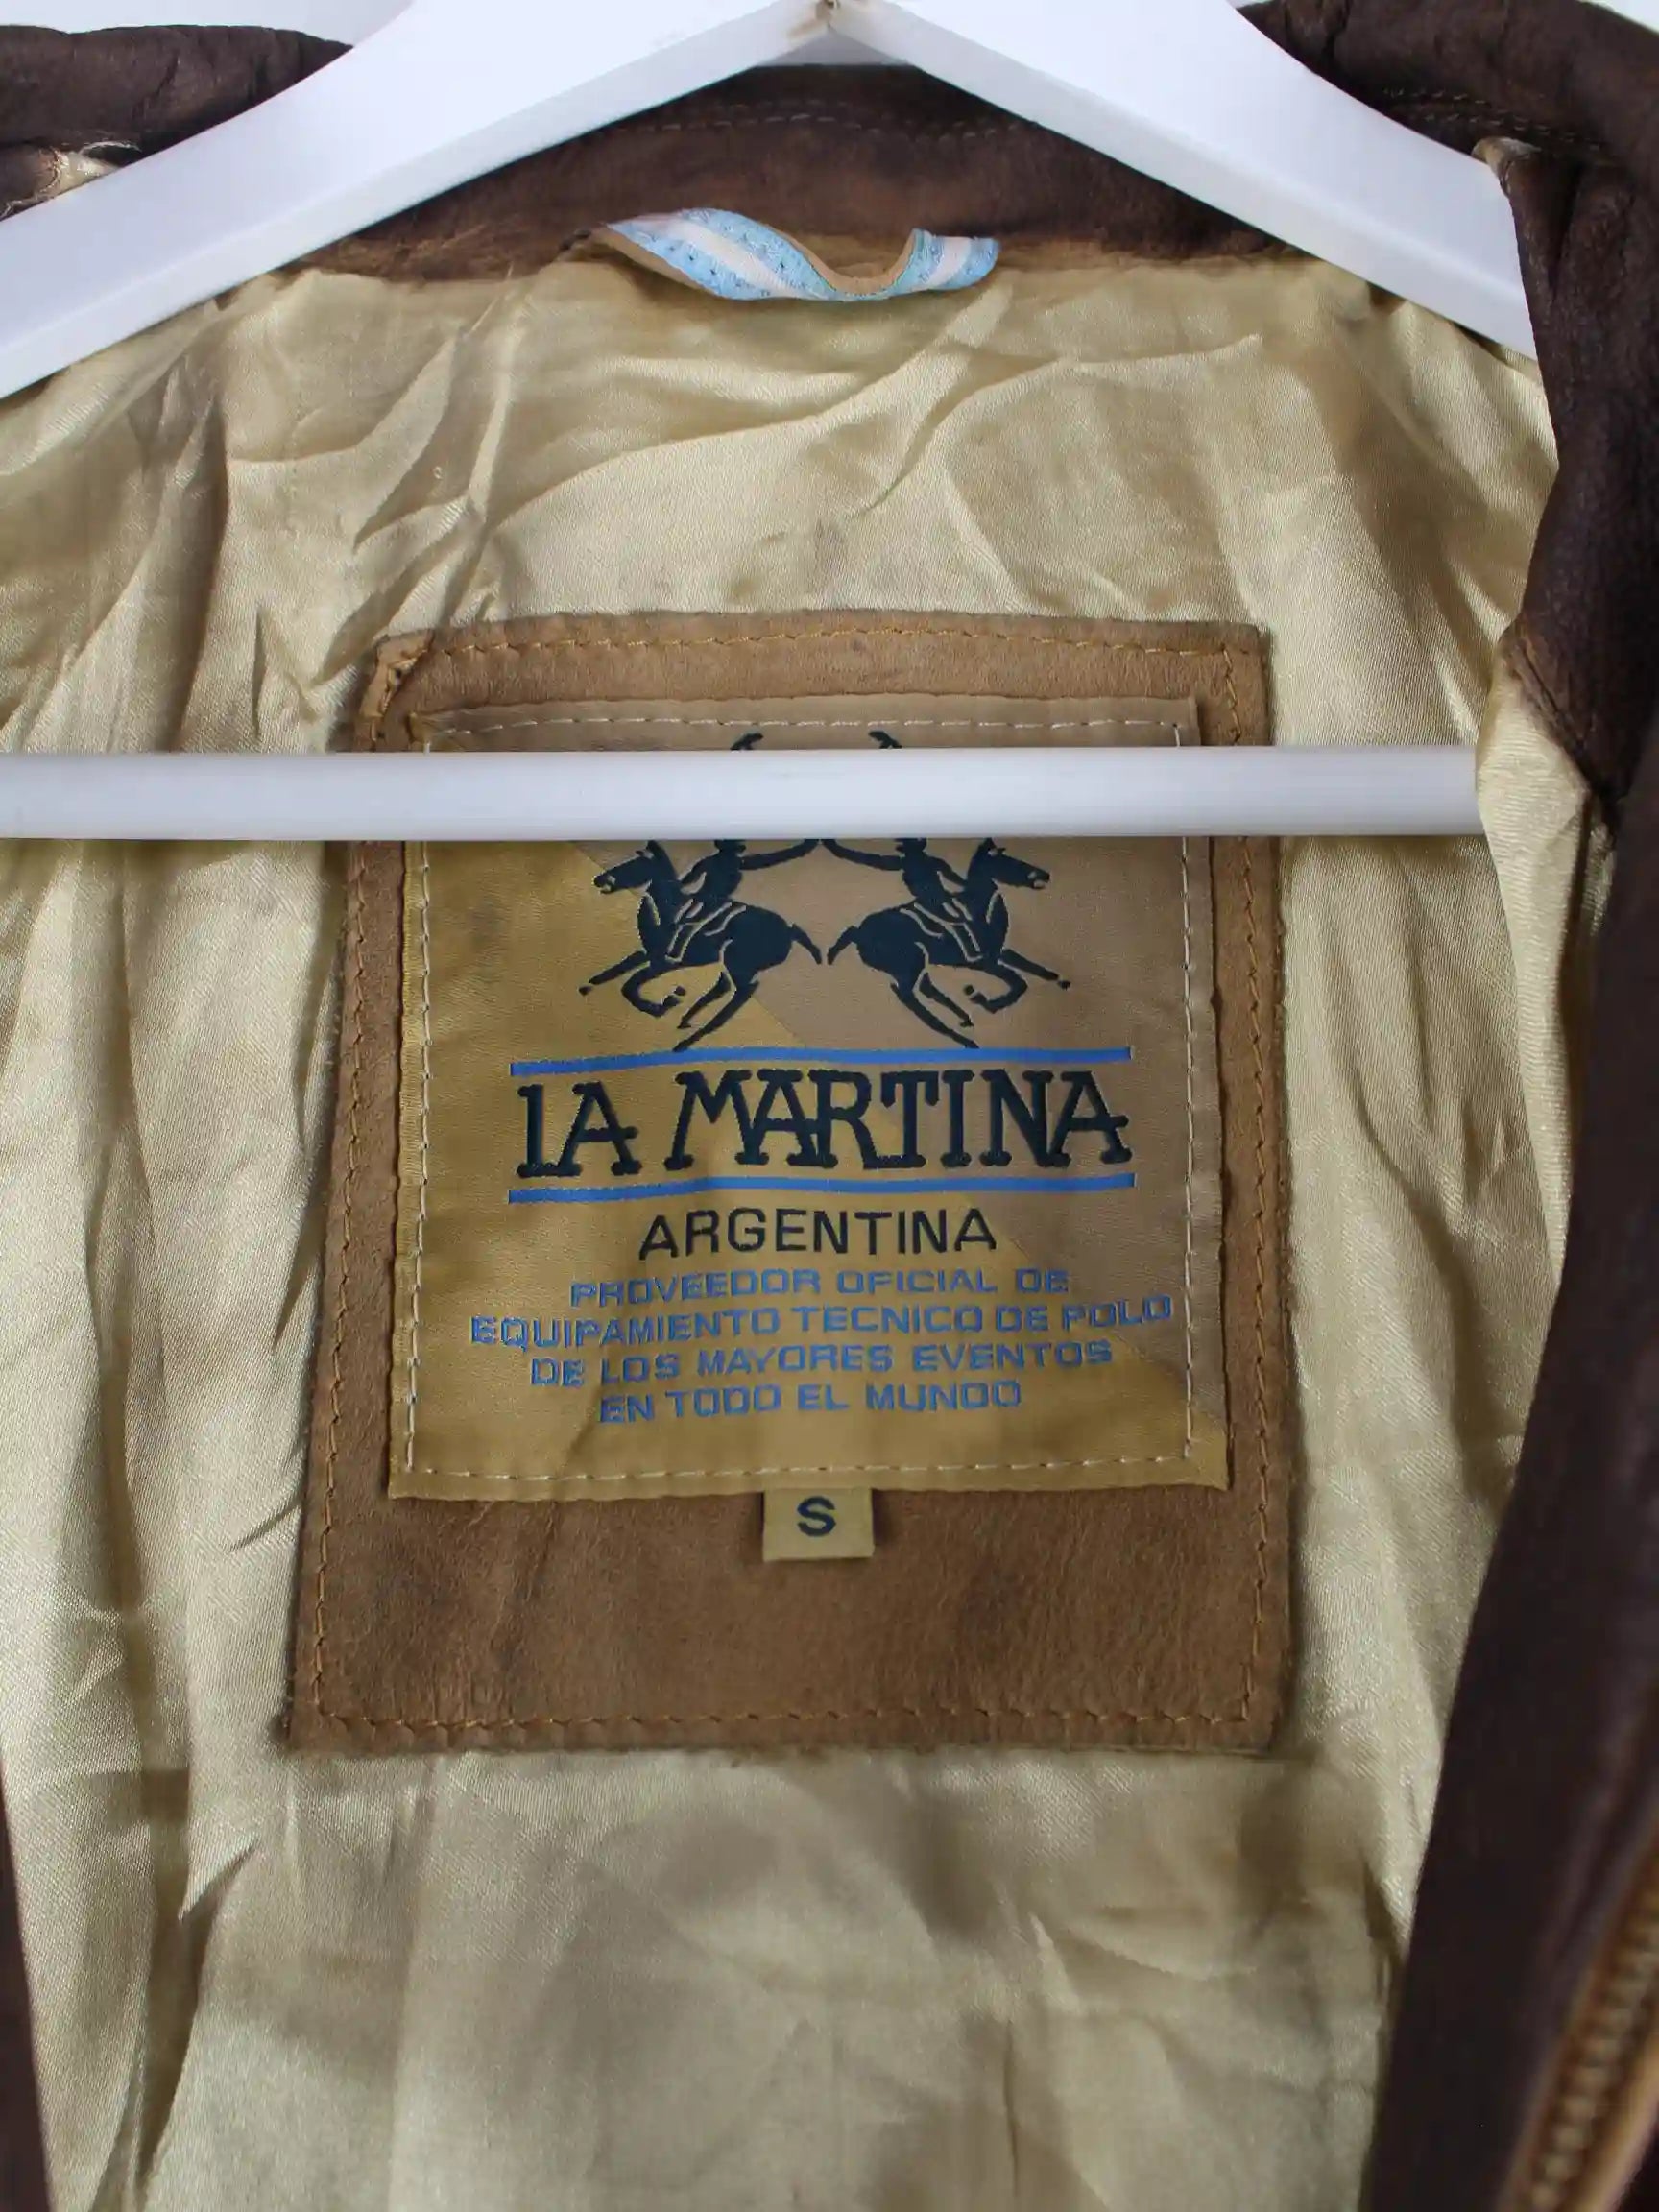 LA MARTINA
ARGENTINA
PROVEEDOR OFICIAL DE
EQUIPAMIENTO TECNICO DE POLO
DE LOS MAYORES EVENTOS
EN TODO EL MUNDO
S